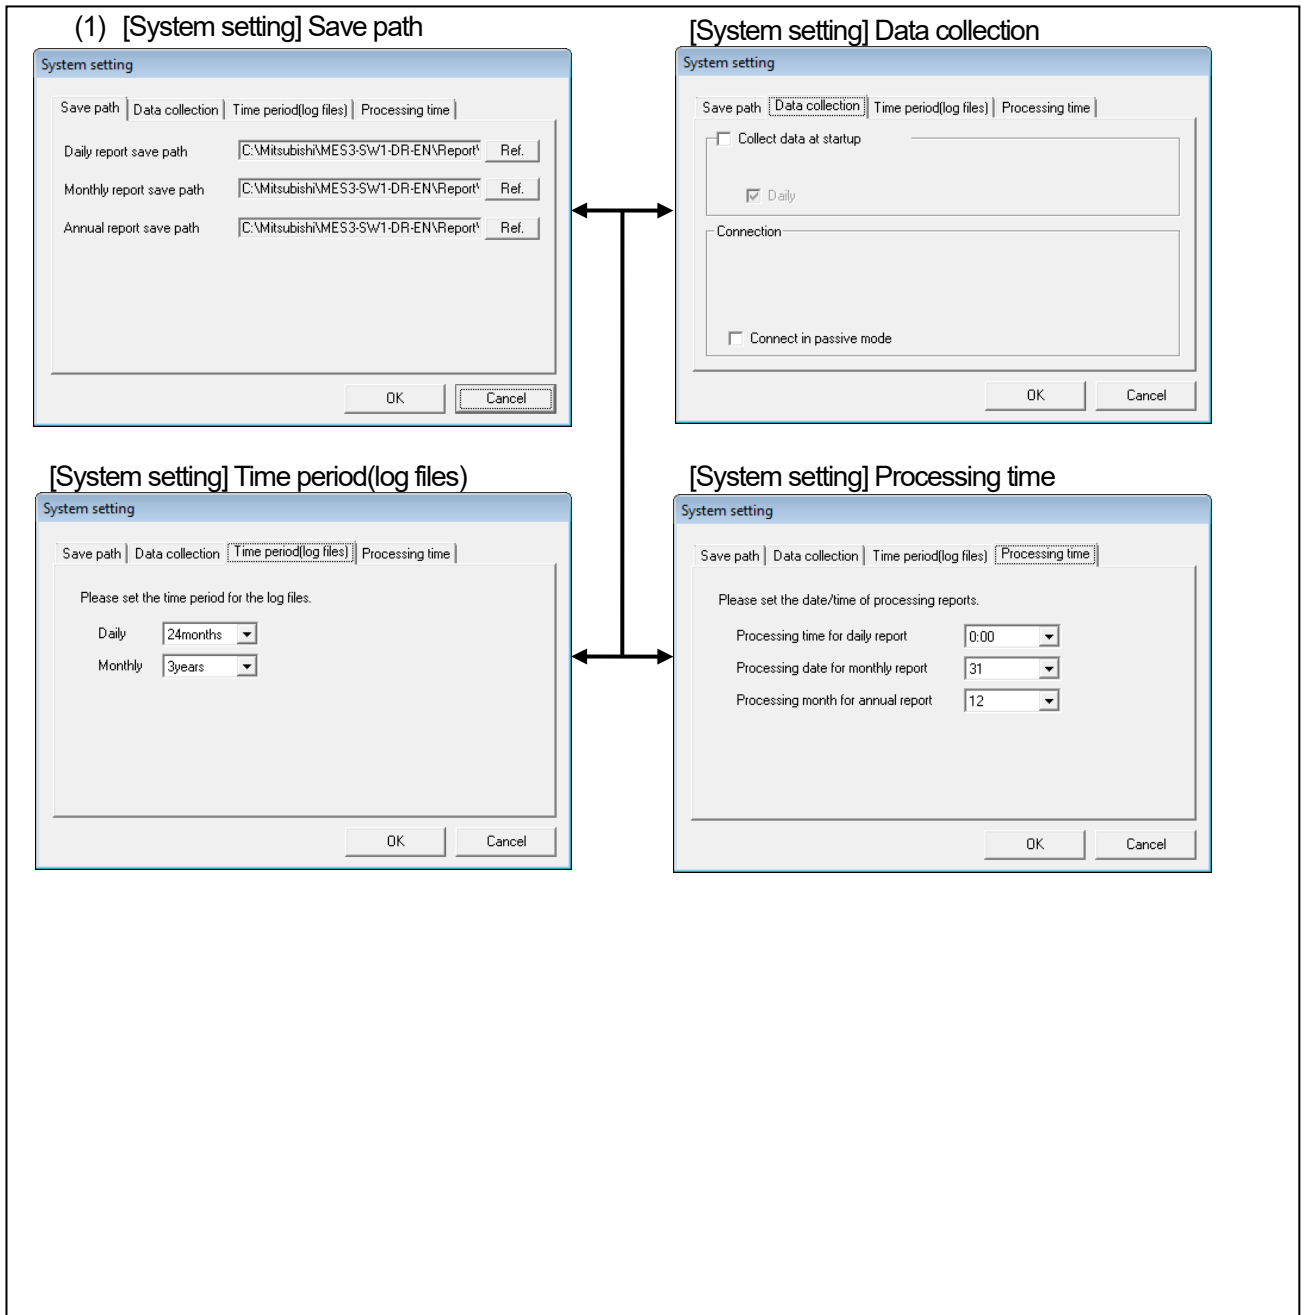 (1) [System setting] Save path
System setting
Save path Data collection Time period(log files) Processing time
Daily report save path C:\Mitsubishi\MES3-SW1-DR-EN\Report\ Ref.
Monthly report save path C:\Mitsubishi\MES3-SW1-DR-EN\Report\ Ref.
Annual report save path C:\Mitsubishi\MES3-SW1-DR-EN\Report\ Ref.
OK Cancel
[System setting] Data collection
System setting
Save path Data collection Time period(log files) Processing time
Collect data at startup
Daily
Connection
Connect in passive mode
OK Cancel
[System setting] Time period(log files)
System setting
Save path Data collection Time period(log files) Processing time
Please set the time period for the log files.
Daily 24months
Monthly 3years
OK Cancel
[System setting] Processing time
System setting
Save path Data collection Time period(log files) Processing time
Please set the date/time of processing reports.
Processing time for daily report 0:00
Processing date for monthly report 31
Processing month for annual report 12
OK Cancel